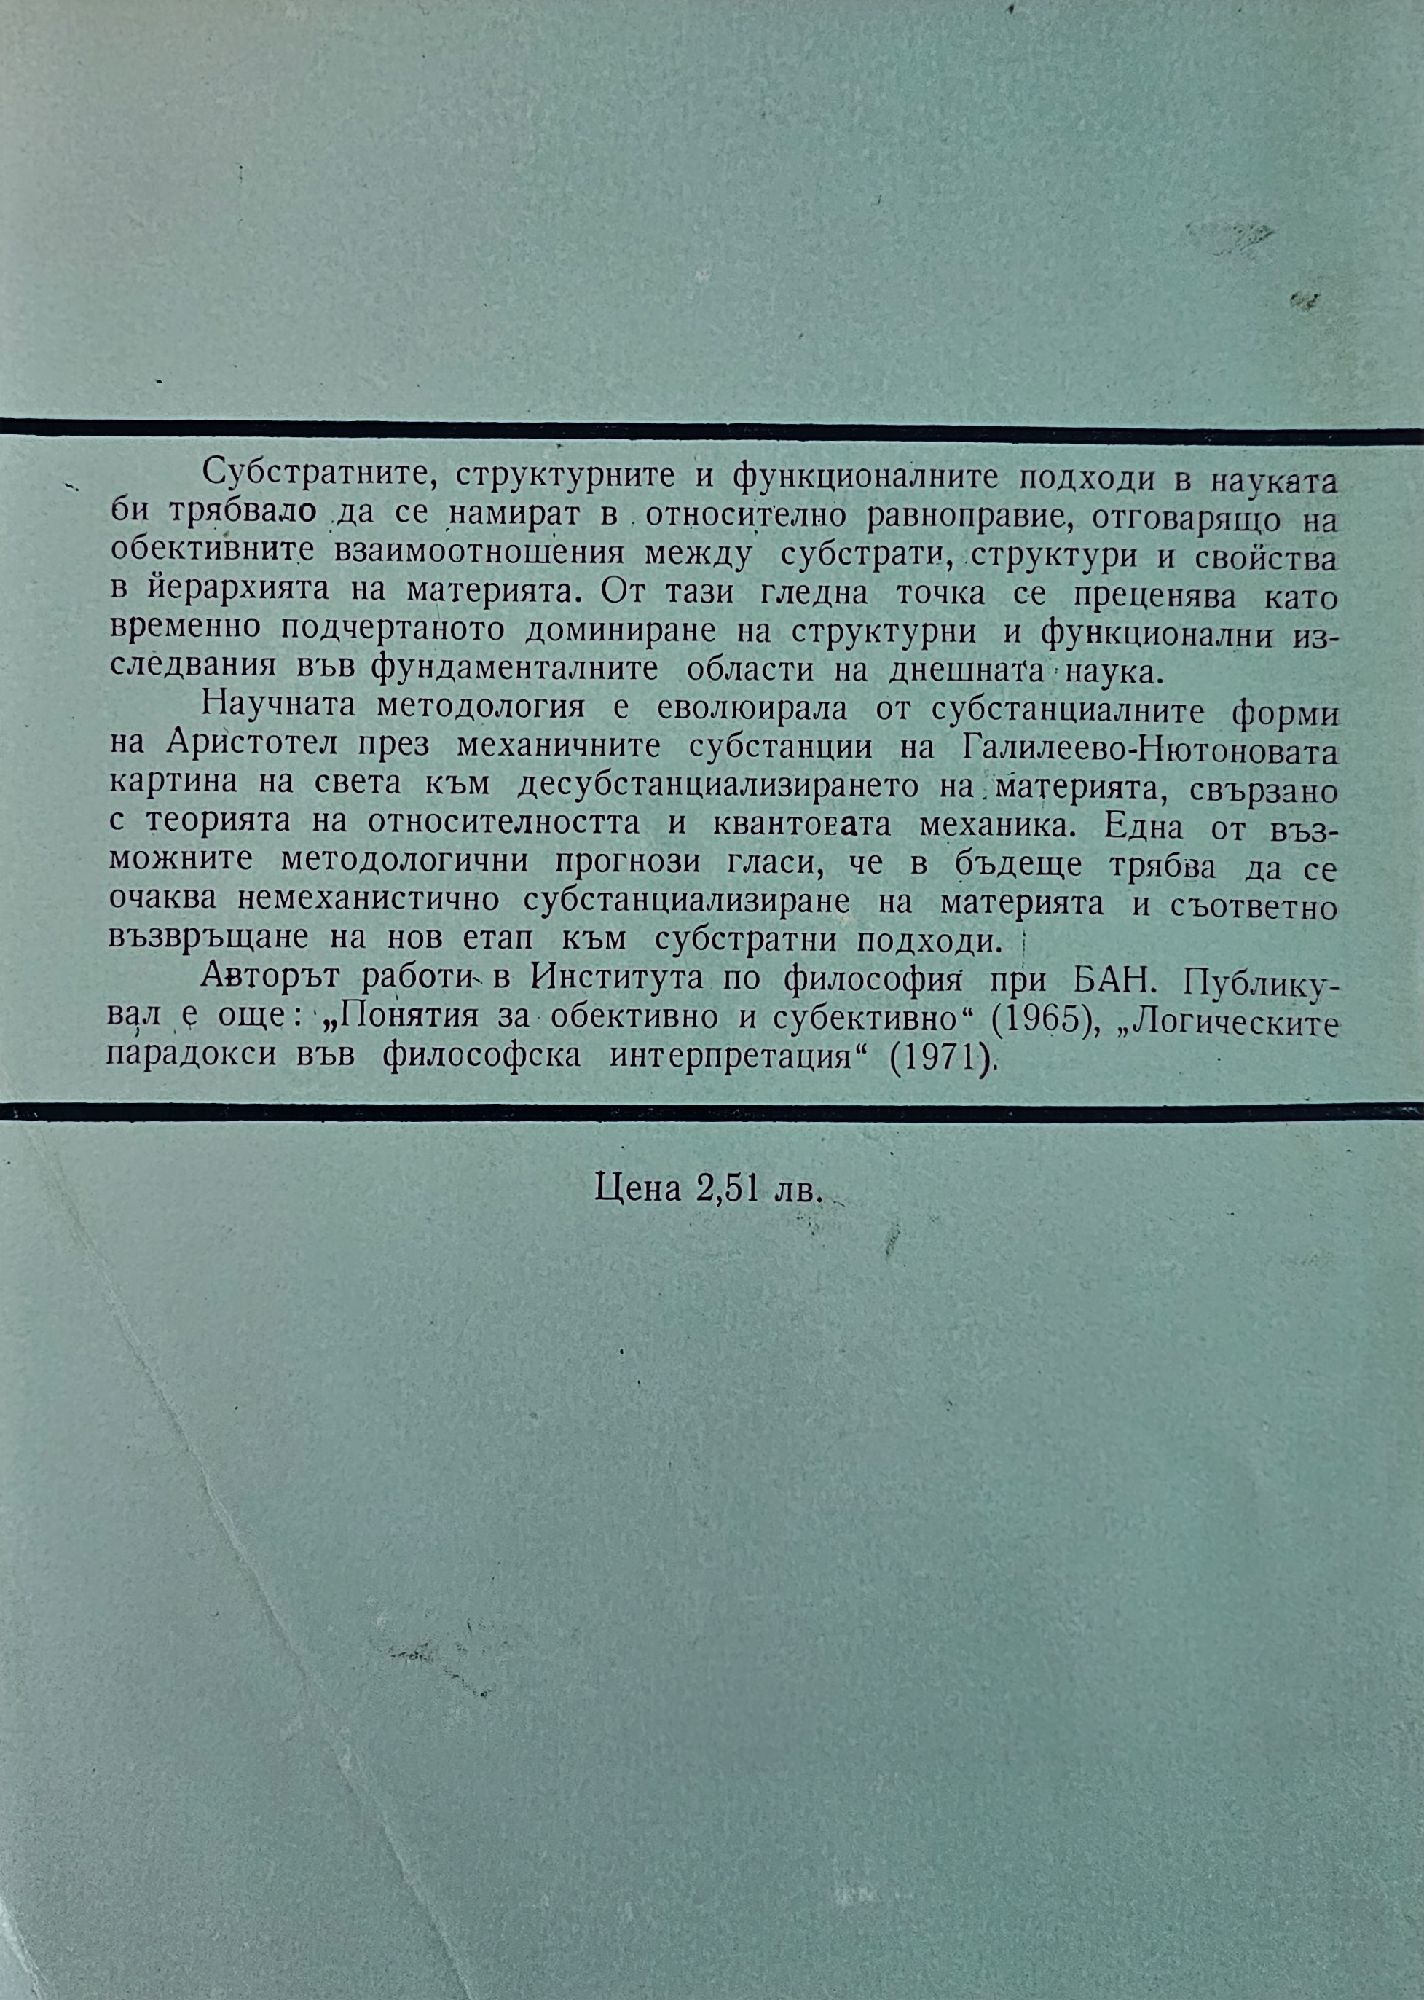 Субстратните, структурните и функционалните подходи в науката
би трябвало да се намират в относително равноправие, отговарящо на
обективните взаимоотношения между субстрати, структури и свойства
в йерархията на материята. От тази гледна точка се преценява като
временно подчертаното доминиране на структурни и функционални из-
следвания във фундаменталните области на днешната наука.
Научната методология е еволюирала от субстанциалните форми
на Аристотел през механичните субстанции на Галилеево-Нютоновата
картина на света към десубстанциализирането на материята, свързано
с теорията на относителността и квантовата механика. Една от въз-
можните методологични прогнози гласи, че в бъдеще трябва да се
очаква немеханистично субстанциализиране на материята и съответно
възвръщане на нов етап към субстратни подходи.
Авторът работи в Института по философия при БАН. Публику-
вал е още: „Понятия за обективно и субективно“ (1965), „Логическите
парадокси във философска интерпретация“ (1971).
Цена 2,51 лв.